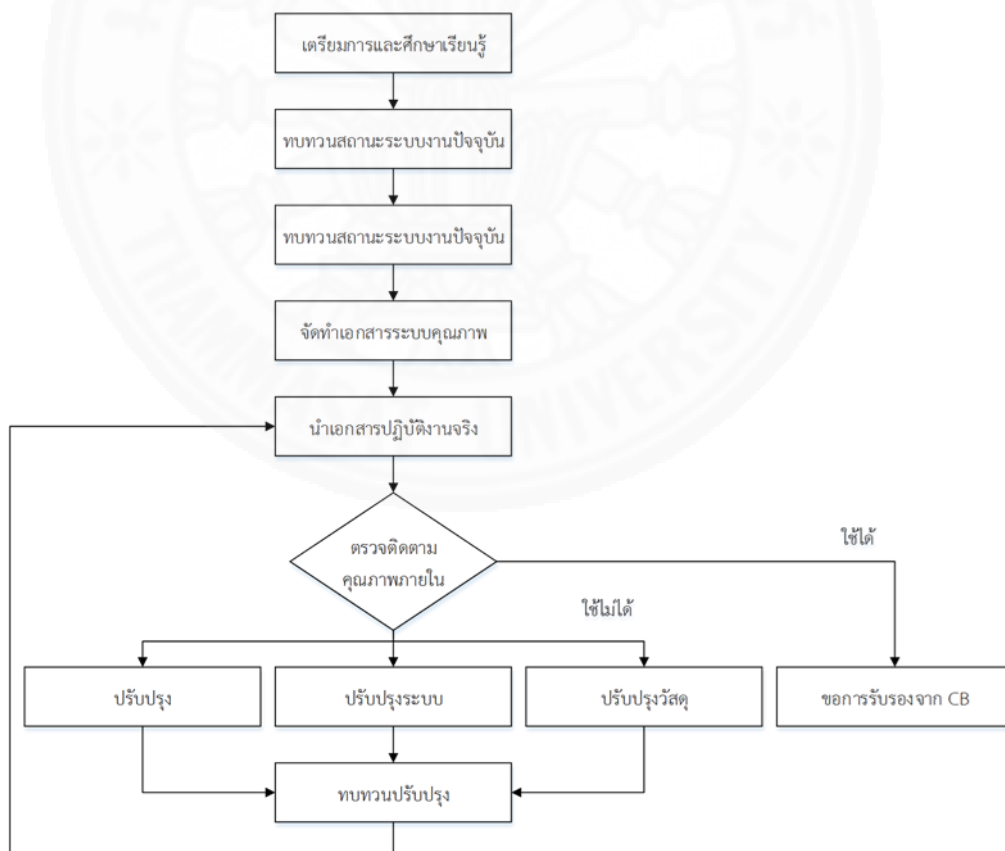 เตรียมการและศึกษาเรียนรู้
ทบทวนสถานะระบบงานปัจจุบัน
ทบทวนสถานะระบบงานปัจจุบัน
จัดทำเอกสารระบบคุณภาพ
นำเอกสารปฏิบัติงานจริง
ตรวจติดตาม
คุณภาพภายใน
ใช้ได้
ใช้ไม่ได้
ปรับปรุง
ปรับปรุงระบบ
ปรับปรุงวัสดุ
ขอการรับรองจาก CB
ทบทวนปรับปรุง
THAMMASAT UNIVERSITY